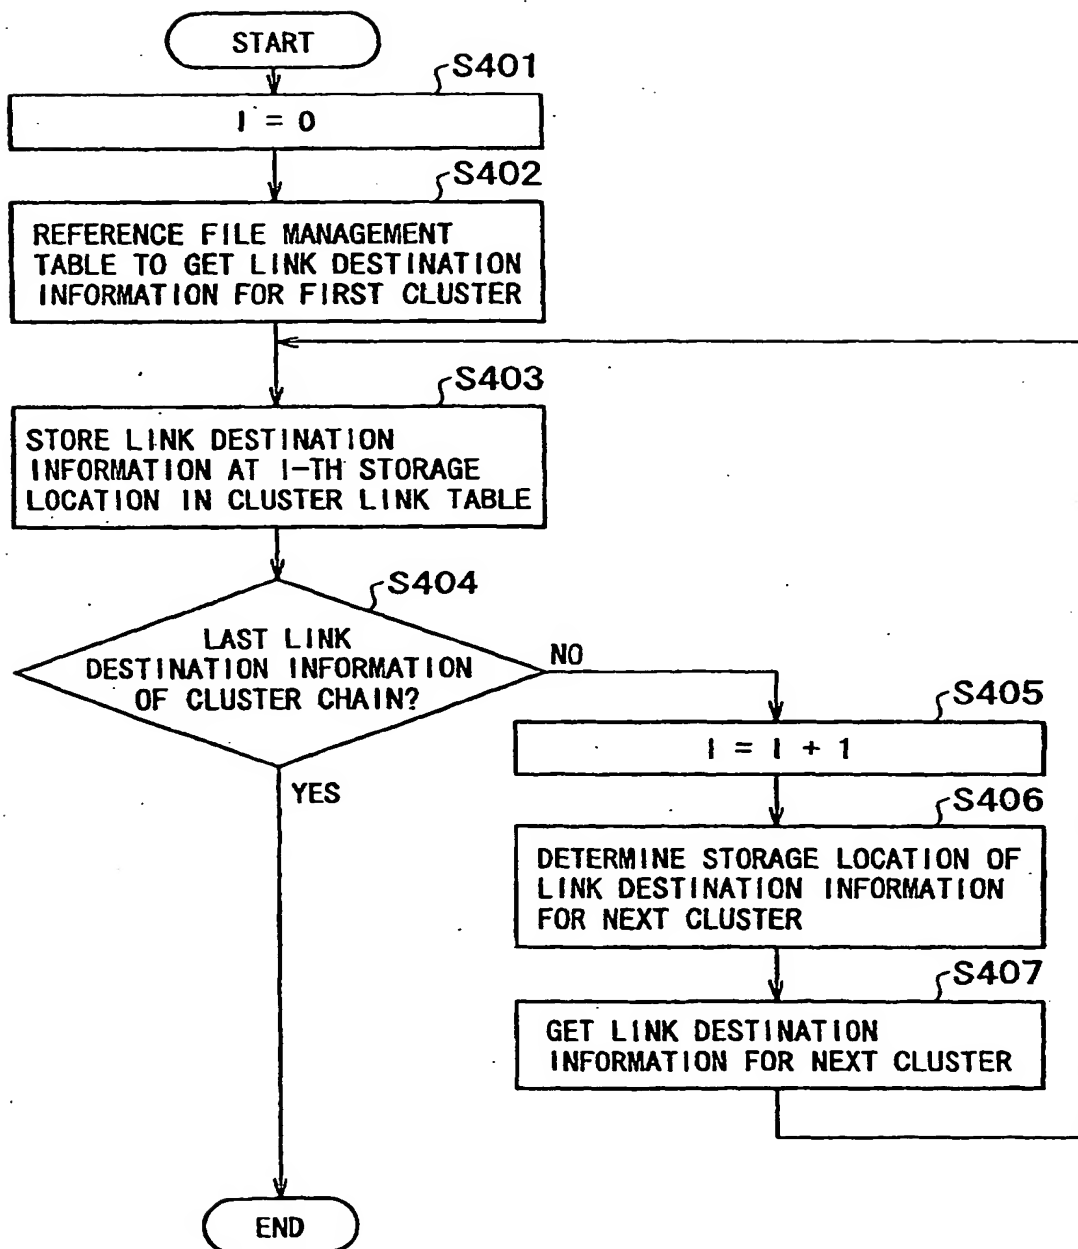 START
S401
I = 0
S402
REFERENCE FILE MANAGEMENT
TABLE TO GET LINK DESTINATION
INFORMATION FOR FIRST CLUSTER
S403
STORE LINK DESTINATION
INFORMATION AT I-TH STORAGE
LOCATION IN CLUSTER LINK TABLE
S404
LAST LINK
DESTINATION INFORMATION
OF CLUSTER CHAIN?
NO
YES
S405
I = I + 1
S406
DETERMINE STORAGE LOCATION OF
LINK DESTINATION INFORMATION
FOR NEXT CLUSTER
S407
GET LINK DESTINATION
INFORMATION FOR NEXT CLUSTER
END